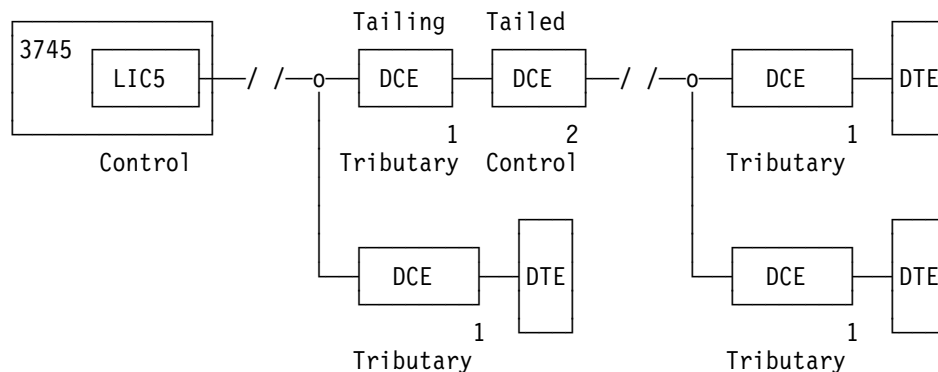 Tailing Tailed
3745
LIC5 / / o DCE DCE / / o DCE DTE
1 2 1
Control Tributary Control Tributary
DCE DTE DCE DTE
1 1
Tributary Tributary